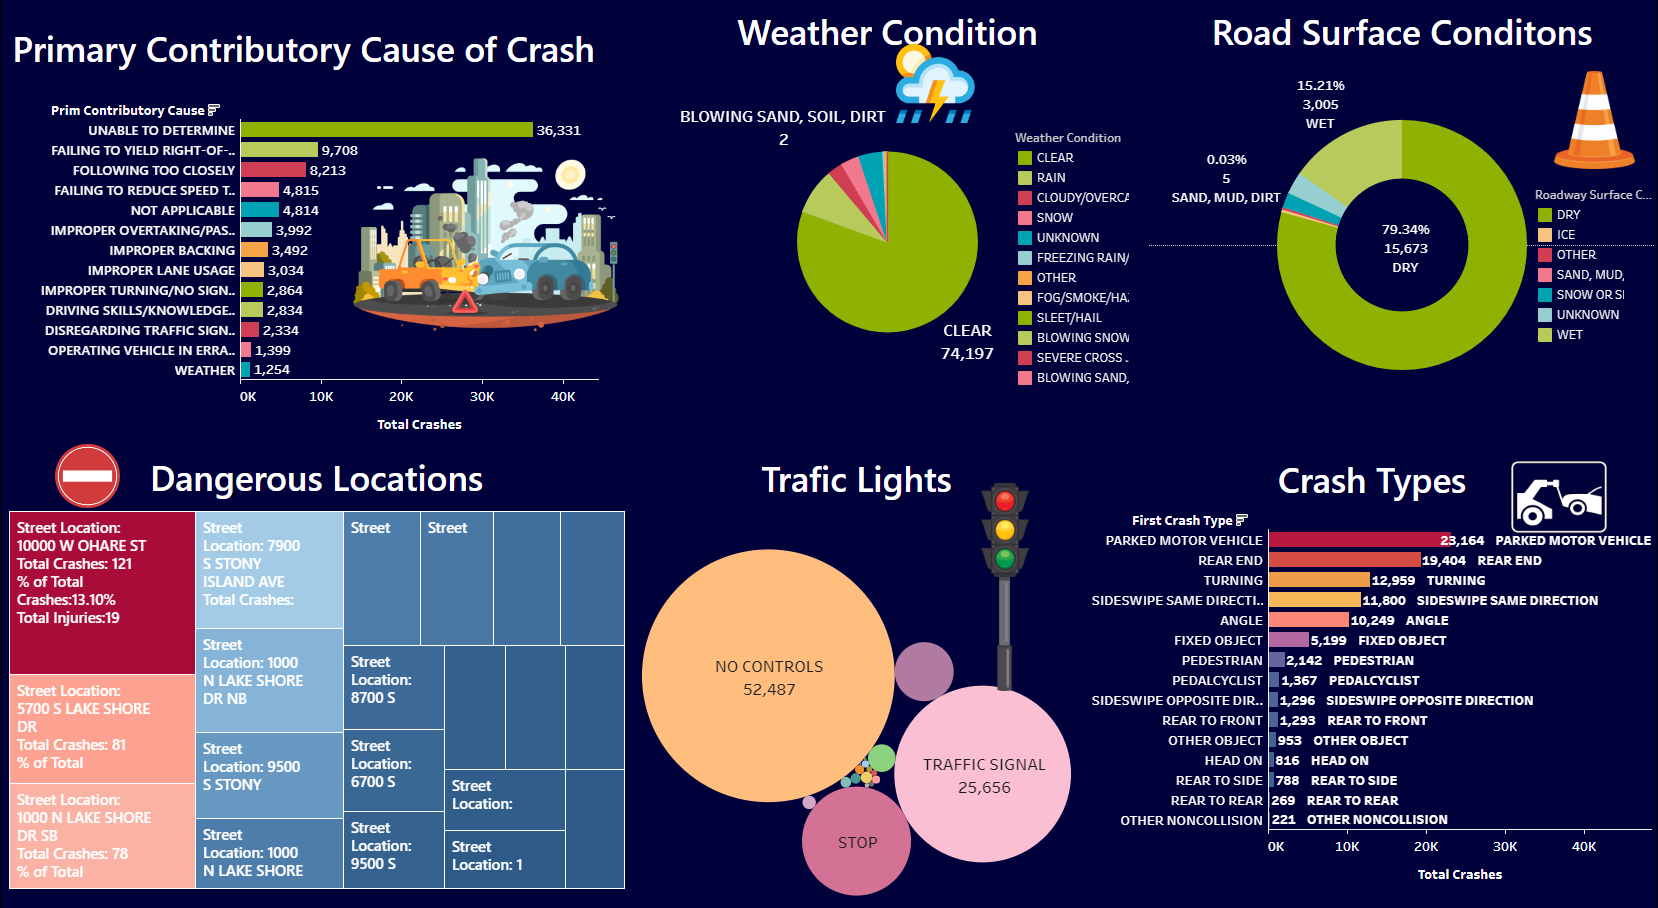 Primary Contributory Cause of Crash
Prim Contributory Cause
UNABLE TO DETERMINE 36,331
FAILING TO YIELD RIGHT-OF-.. 9,708
FOLLOWING TOO CLOSELY 8,213
FAILING TO REDUCE SPEED T.. 4,815
NOT APPLICABLE 4,814
IMPROPER OVERTAKING/PAS.. 3,992
IMPROPER BACKING 3,492
IMPROPER LANE USAGE 3,034
IMPROPER TURNING/NO SIGN.. 2,864
DRIVING SKILLS/KNOWLEDGE.. 2,834
DISREGARDING TRAFFIC SIGN.. 2,334
OPERATING VEHICLE IN ERRA.. 1,399
WEATHER 1,254
0K 10K 20K 30K 40K
Total Crashes
Weather Condition
BLOWING SAND, SOIL, DIRT
2
CLEAR
74,197
Weather Condition
CLEAR
RAIN
CLOUDY/OVERCA
SNOW
UNKNOWN
FREEZING RAIN/
OTHER
FOG/SMOKE/HAZ
SLEET/HAIL
BLOWING SNOW
SEVERE CROSS ..
BLOWING SAND,
Road Surface Conditons
15.21%
3,005
WET
0.03%
5
SAND, MUD, DIRT
79.34%
15,673
DRY
Roadway Surface C...
DRY
ICE
OTHER
SAND, MUD,
SNOW OR SI
UNKNOWN
WET
Dangerous Locations
Street Location:
10000 W OHARE ST
Total Crashes: 121
% of Total
Crashes:13.10%
Total Injuries:19
Street Location:
5700 S LAKE SHORE
DR
Total Crashes: 81
% of Total
Street Location:
1000 N LAKE SHORE
DR SB
Total Crashes: 78
% of Total
Street
Location: 7900
S STONY
ISLAND AVE
Total Crashes:
Street
Location: 1000
N LAKE SHORE
DR NB
Street
Location: 9500
S STONY
Street
Location: 1000
N LAKE SHORE
Street
Street
Street
Location:
8700 S
Street
Location:
6700 S
Street
Location:
9500 S
Street
Location:
Street
Location: 1
Trafic Lights
NO CONTROLS
52,487
TRAFFIC SIGNAL
25,656
STOP
Crash Types
First Crash Type
PARKED MOTOR VEHICLE 23,164 PARKED MOTOR VEHICLE
REAR END 19,404 REAR END
TURNING 12,959 TURNING
SIDESWIPE SAME DIRECTI.. 11,800 SIDESWIPE SAME DIRECTION
ANGLE 10,249 ANGLE
FIXED OBJECT 5,199 FIXED OBJECT
PEDESTRIAN 2,142 PEDESTRIAN
PEDALCYCLIST 1,367 PEDALCYCLIST
SIDESWIPE OPPOSITE DIR.. 1,296 SIDESWIPE OPPOSITE DIRECTION
REAR TO FRONT 1,293 REAR TO FRONT
OTHER OBJECT 953 OTHER OBJECT
HEAD ON 816 HEAD ON
REAR TO SIDE 788 REAR TO SIDE
REAR TO REAR 269 REAR TO REAR
OTHER NONCOLLISION 221 OTHER NONCOLLISION
0K 10K 20K 30K 40K
Total Crashes